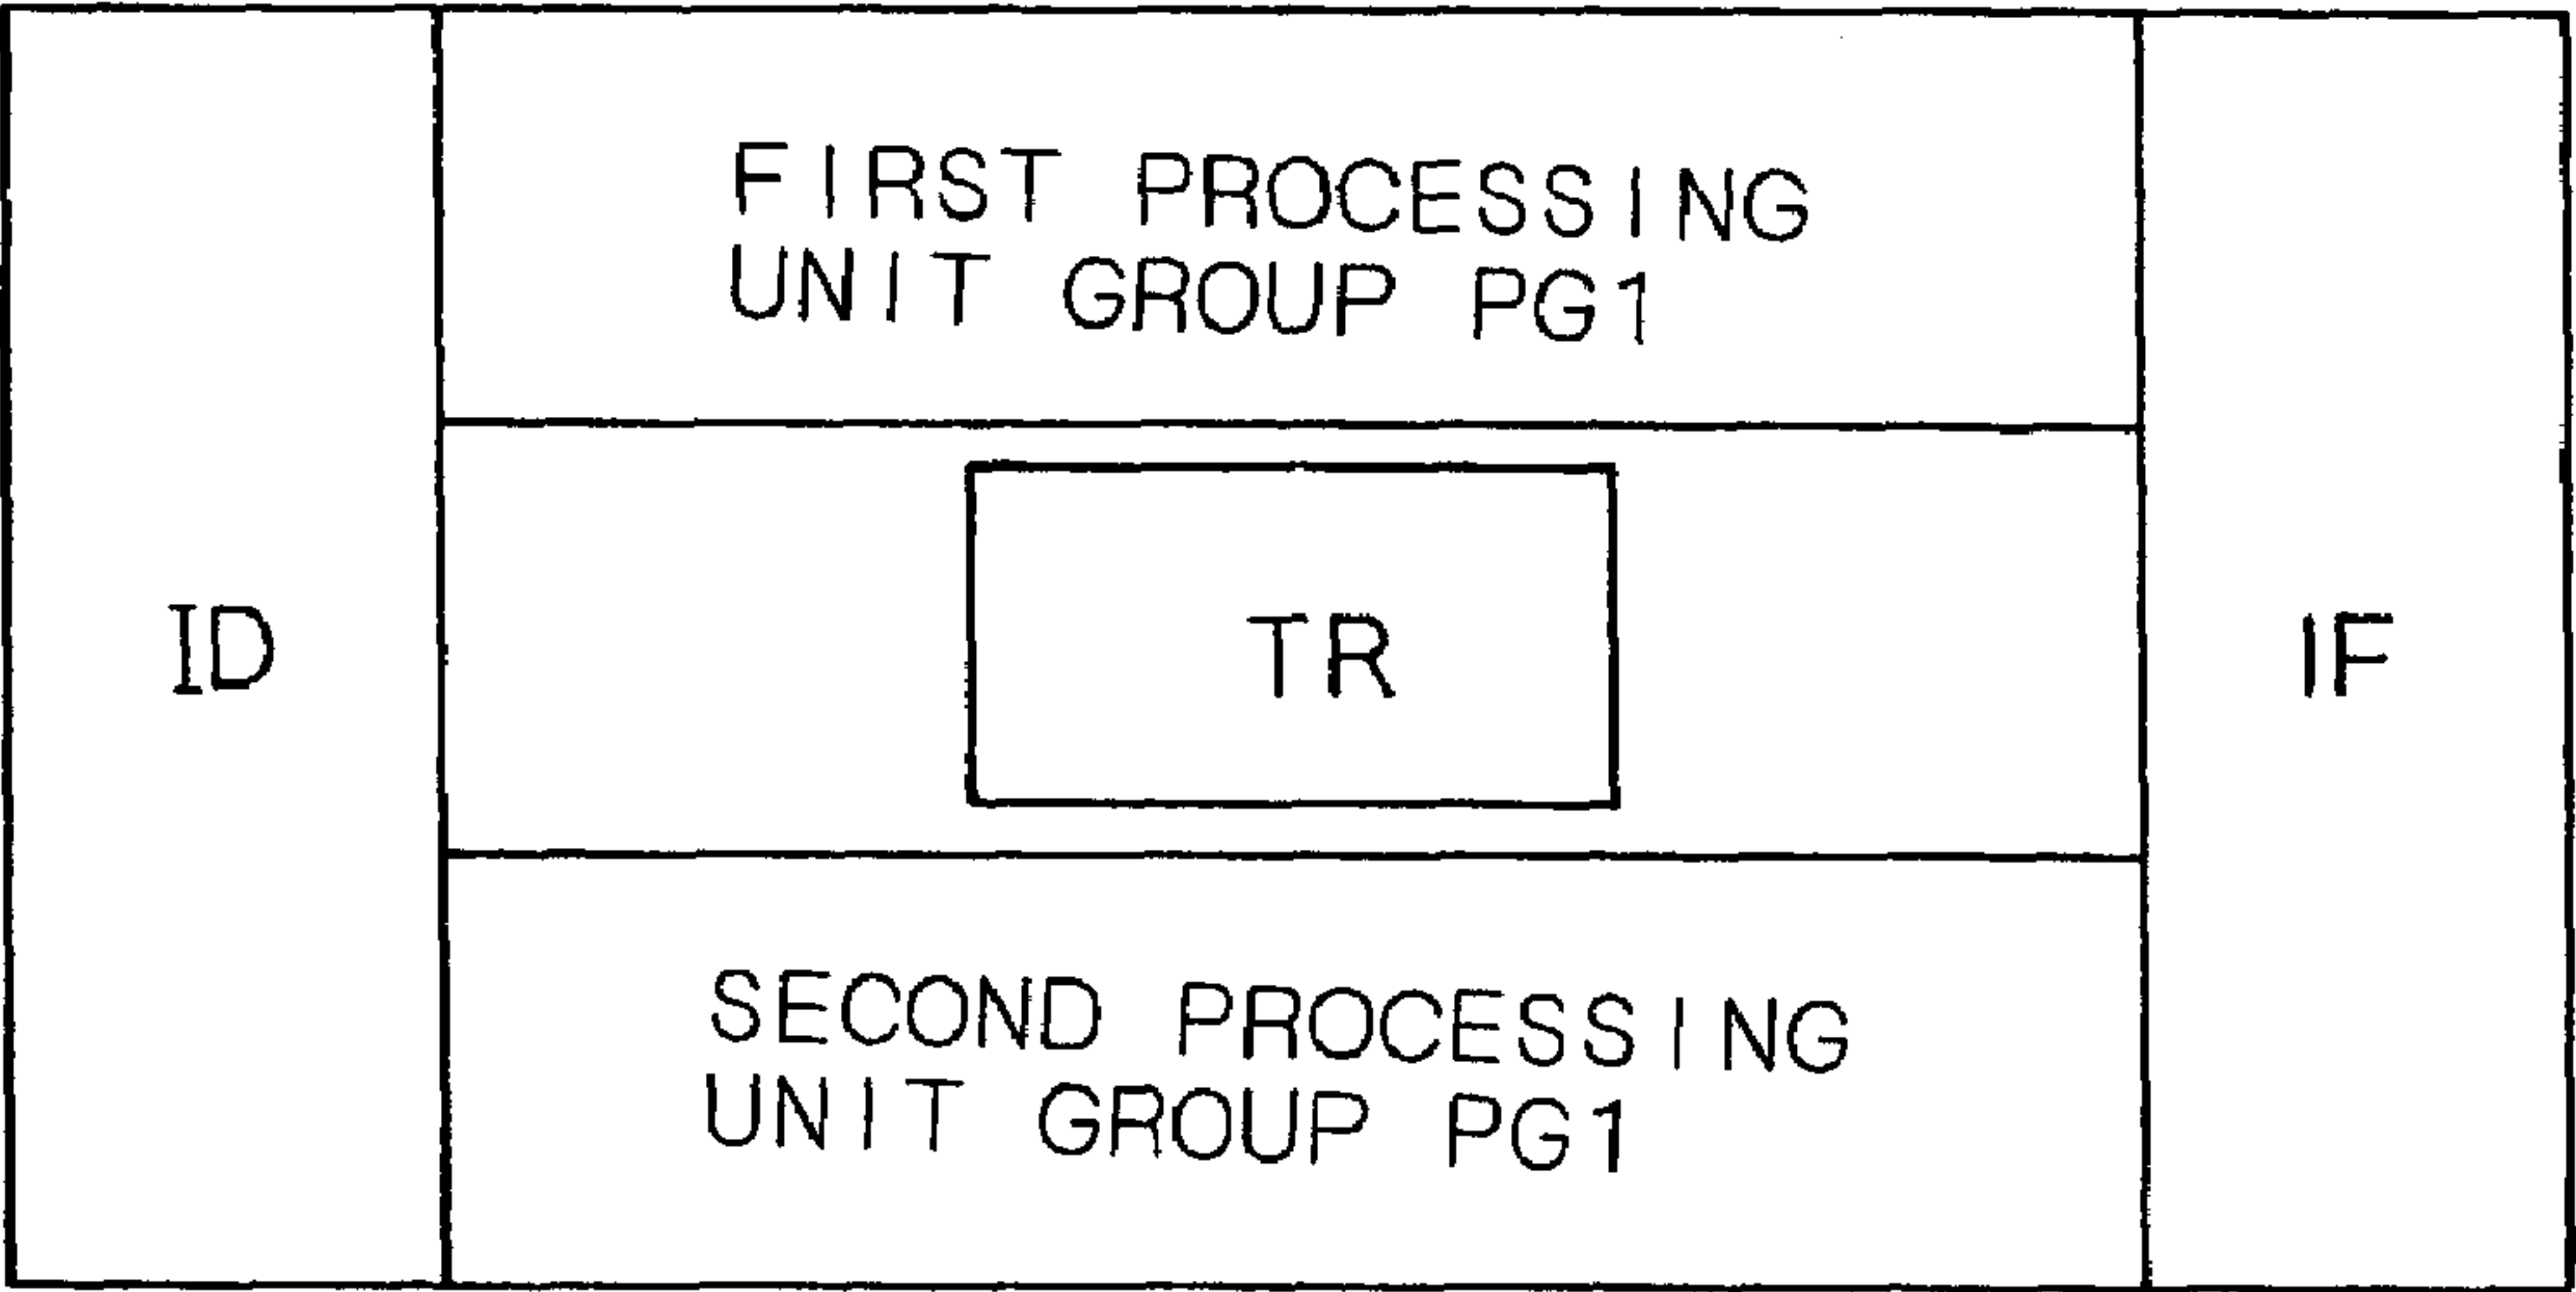 FIRST PROCESSING
UNIT GROUP PG1
ID
TR
IF
SECOND PROCESSING
UNIT GROUP PG1